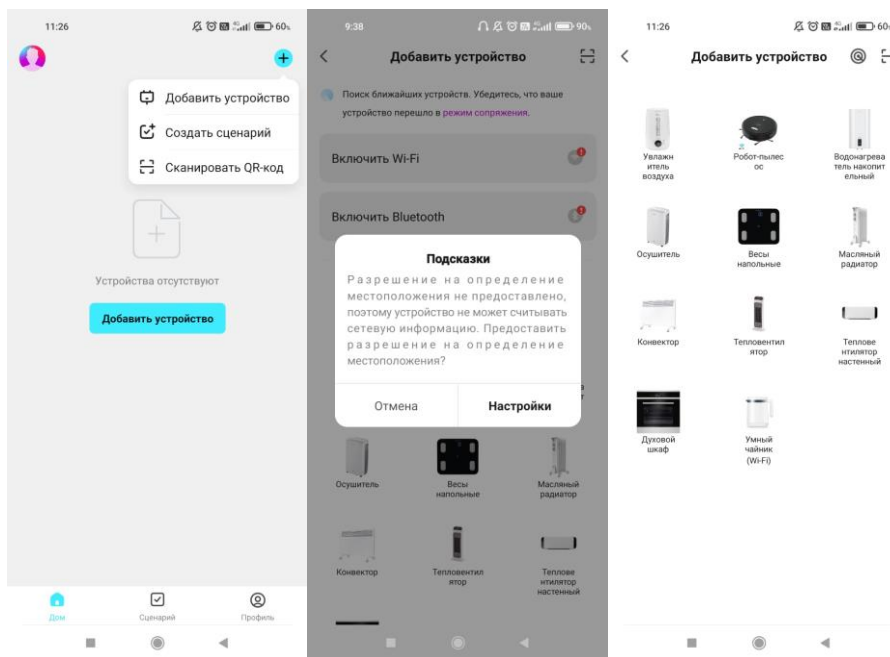 11:26
60%
Добавить устройство
Создать сценарий
Сканировать QR-код
Устройства отсутствуют
Добавить устройство
Дом
Сценарий
Профиль
9:38
90%
Добавить устройство
Поиск ближайших устройств. Убедитесь, что ваше
устройство перешло в режим сопряжения.
Включить Wi-Fi
Включить Bluetooth
Подсказки
Разрешение на определение
местоположения не предоставлено,
поэтому устройство не может считывать
сетевую информацию. Предоставить
разрешение на определение
местоположения?
Отмена
Настройки
Осушитель
Весы
напольные
Масляный
радиатор
Конвектор
Тепловентил
ятор
Теплове
нтилятор
настенный
11:26
60
Добавить устройство
Увлажн
итель
воздуха
Робот-пылес
ос
Водонагрева
тель накопит
ельный
Осушитель
Весы
напольные
Масляный
радиатор
Конвектор
Тепловентил
ятор
Теплове
нтилятор
настенный
Духовой
шкаф
Умный
чайник
(Wi-Fi)